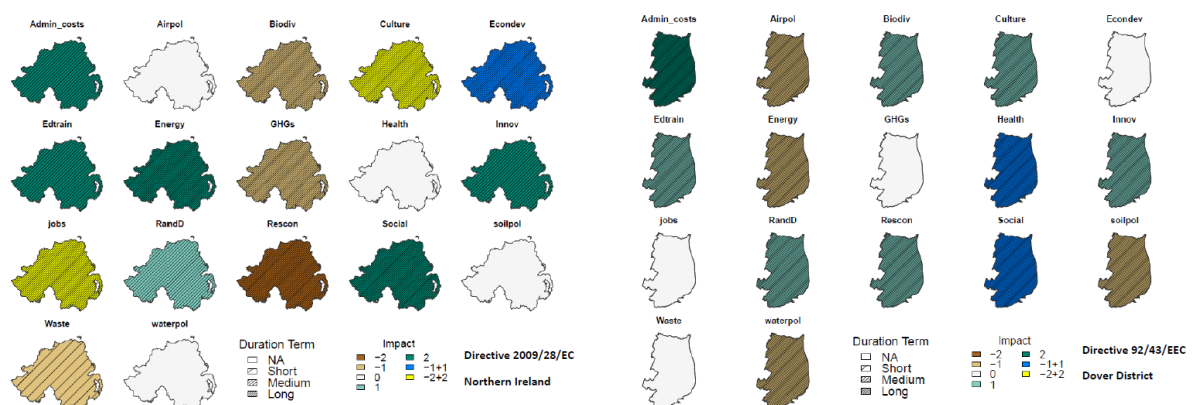 Admin_costs Airpol Biodiv Culture Econdev
Edtrain Energy GHGs Health Innov
jobs RandD Rescon Social soilpol
Waste waterpol
Duration Term
NA
Short
Medium
Long
Impact
−2 2
−1 −1+1
0 −2+2
1
Directive 2009/28/EC
Northern Ireland
Admin_costs Airpol Biodiv Culture Econdev
Edtrain Energy GHGs Health Innov
jobs RandD Rescon Social soilpol
Waste waterpol
Duration Term
NA
Short
Medium
Long
Impact
−2 2
−1 −1+1
0 −2+2
1
Directive 92/43/EEC
Dover District